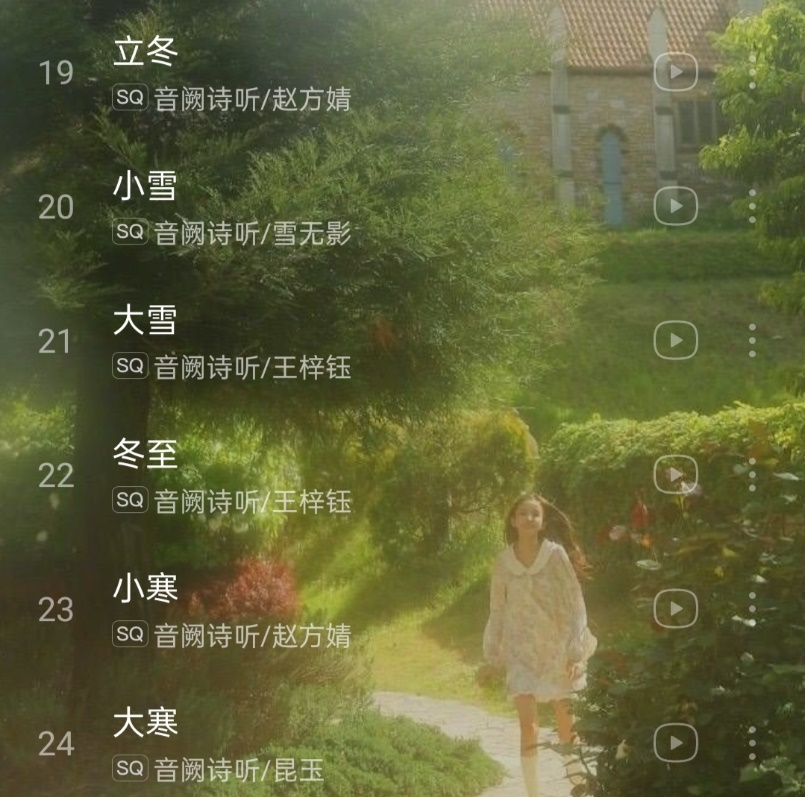 19
立冬
SQ 音阙诗听/赵方婧
20
小雪
SQ 音阙诗听/雪无影
21
大雪
SQ 音阙诗听/王梓钰
22
冬至
SQ 音阙诗听/王梓钰
23
小寒
SQ 音阙诗听/赵方婧
24
大寒
SQ 音阙诗听/昆玉